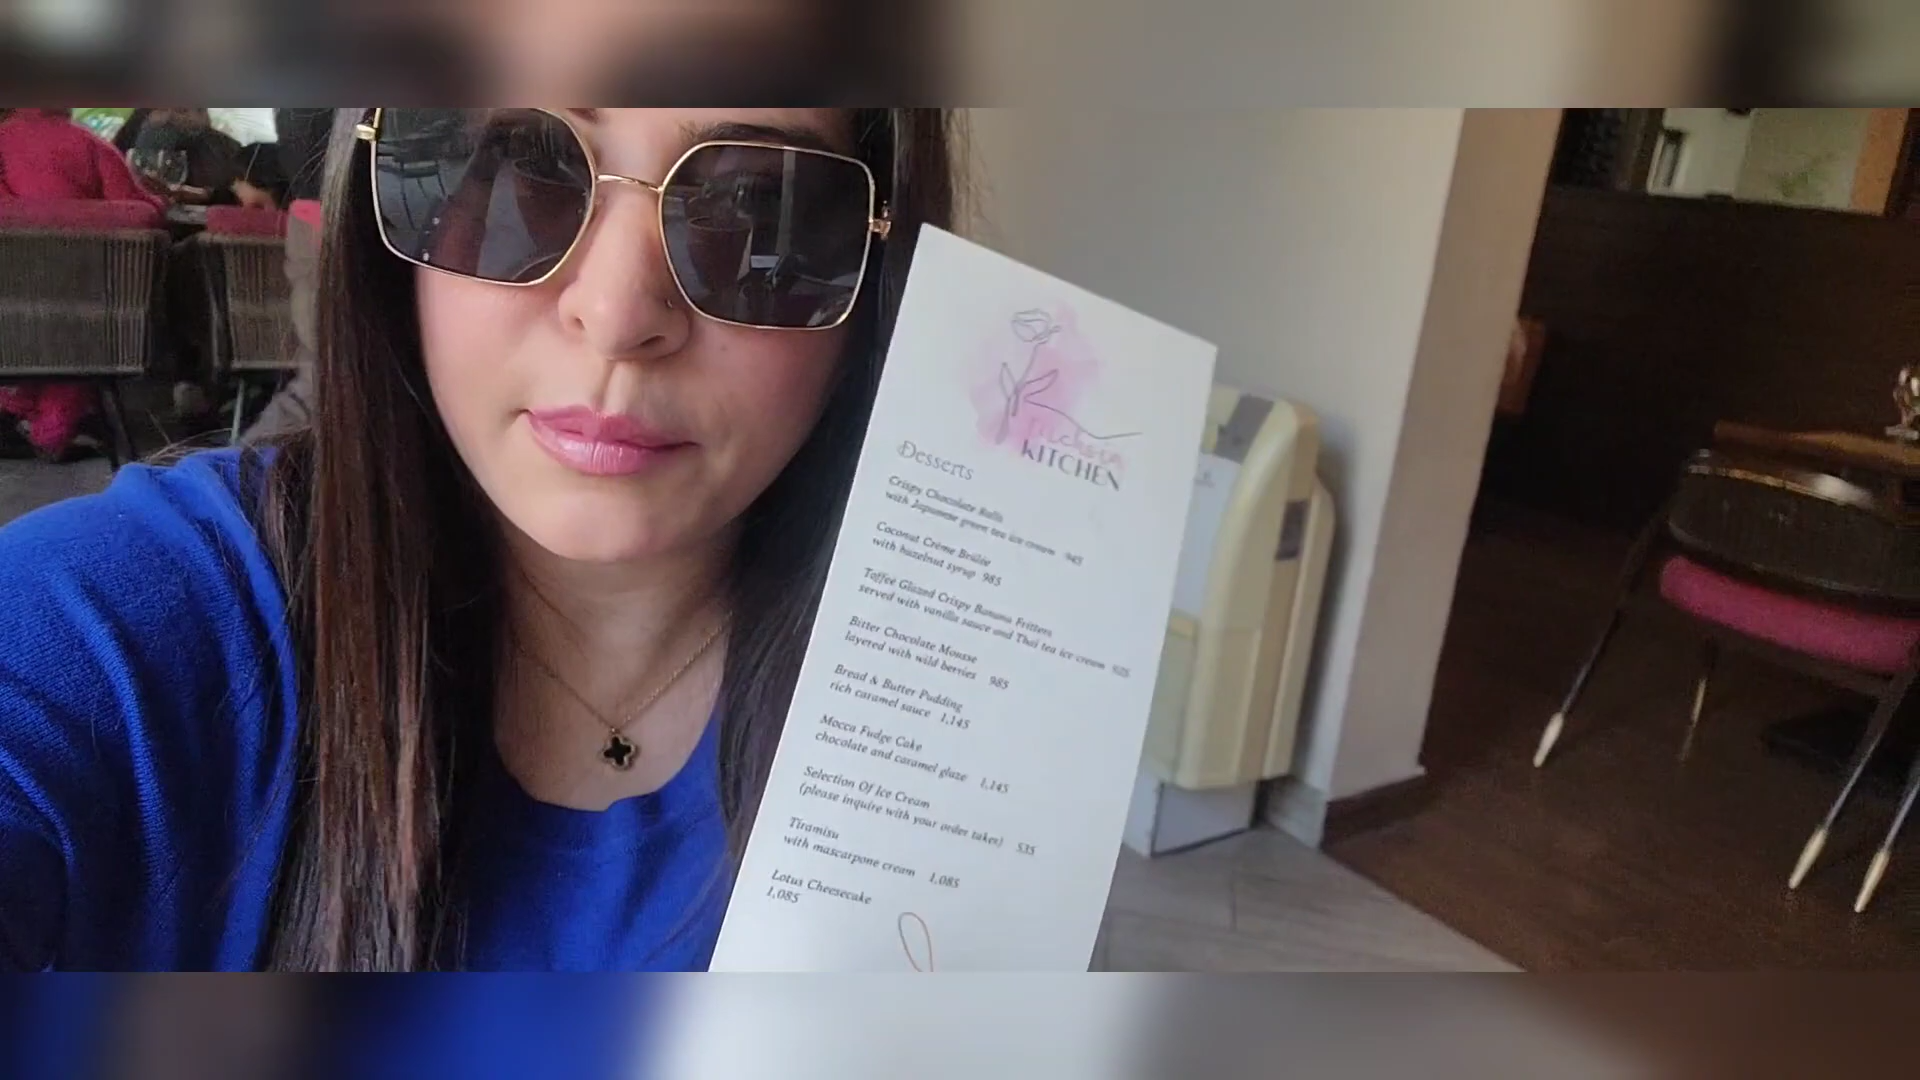 KITCHEN
Desserts
Crispy Chocolate Balls
with Japanese green tea ice cream 945
Coconut Crème Brûlée
with hazelnut syrup 985
Toffee Glazed Crispy Banana Fritters
served with vanilla sauce and Thai tea ice cream
Bitter Chocolate Mousse
layered with wild berries 985
Bread & Butter Pudding
rich caramel sauce 1,145
Mocca Fudge Cake
chocolate and caramel glaze 1,145
Selection Of Ice Cream
(please inquire with your order taker) 535
Tiramisu
with mascarpone cream 1,085
Lotus Cheesecake
1,085